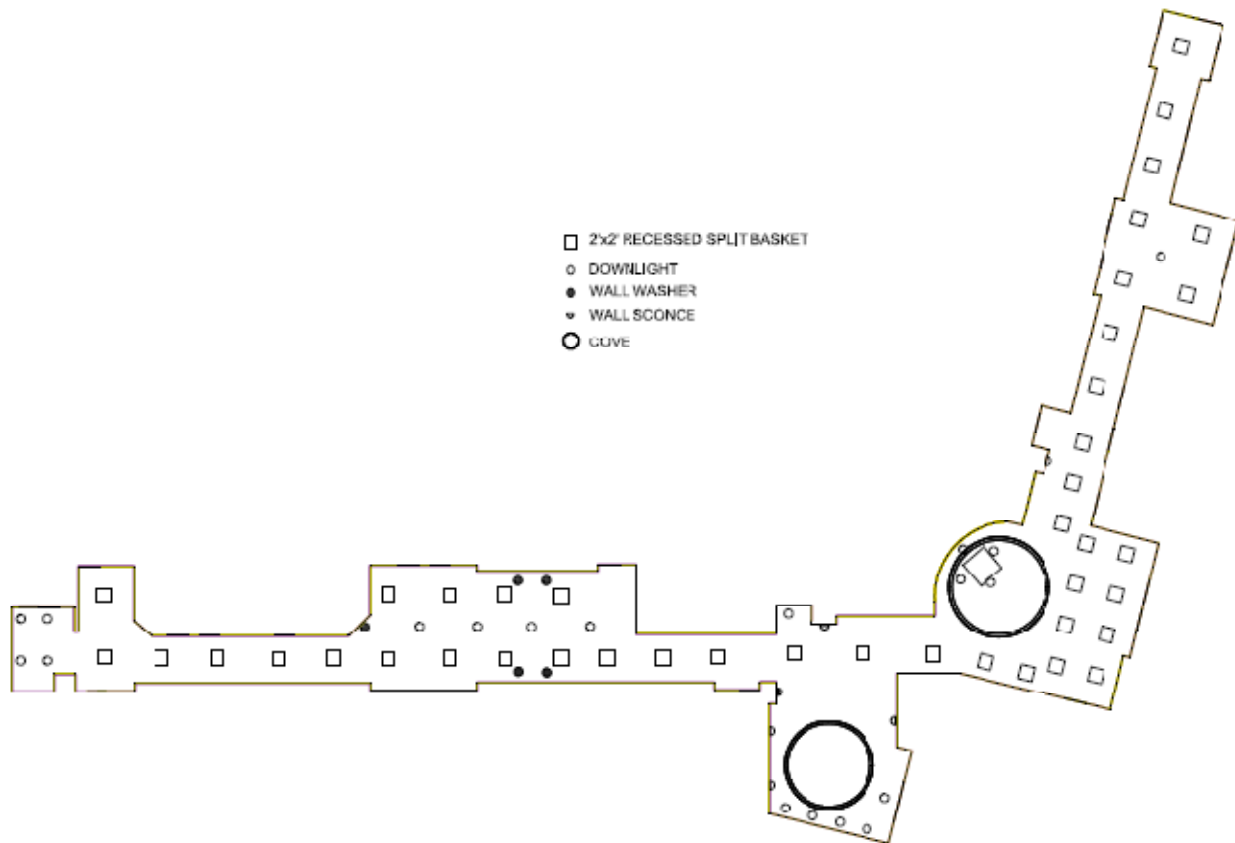 2'x2' RECESSED SPLIT BASKET
DOWNLIGHT
WALL WASHER
WALL SCONCE
COVE